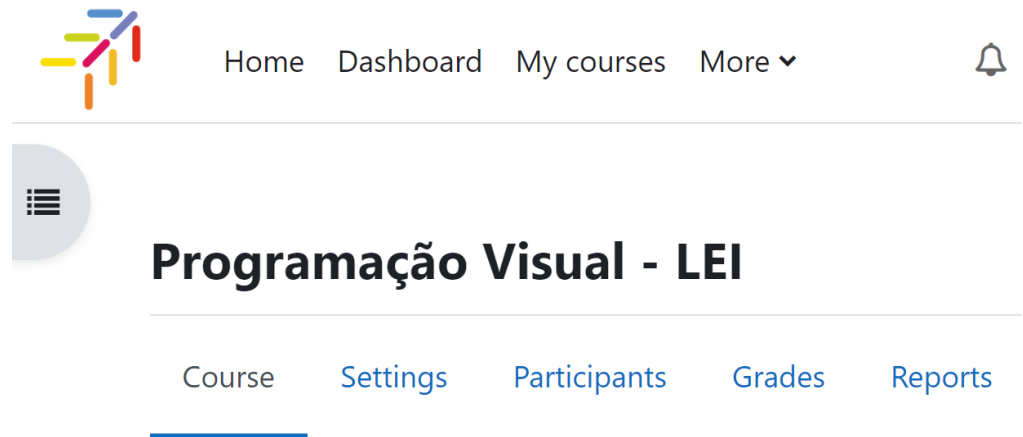 Home Dashboard My courses More
Programação Visual - LEI
Course Settings Participants Grades Reports